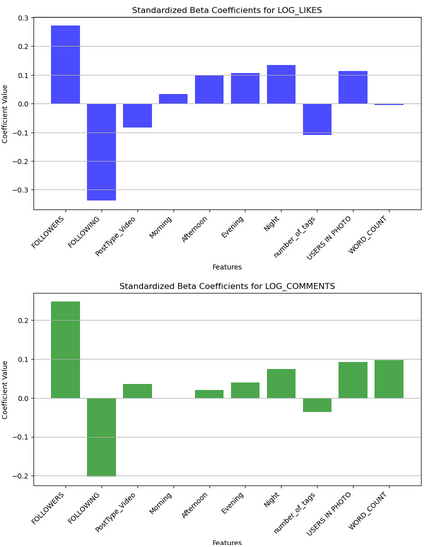 Standardized Beta Coefficients for LOG_LIKES
0.3
0.2
0.1
0.0
−0.1
−0.2
−0.3
Coefficient Value
FOLLOWERS
FOLLOWING
PostType_Video
Morning
Afternoon
Evening
Night
number_of_tags
USERS IN PHOTO
WORD_COUNT
Features
Standardized Beta Coefficients for LOG_COMMENTS
0.2
0.1
0.0
−0.1
−0.2
Coefficient Value
FOLLOWERS
FOLLOWING
PostType_Video
Morning
Afternoon
Evening
Night
number_of_tags
USERS IN PHOTO
WORD_COUNT
Features